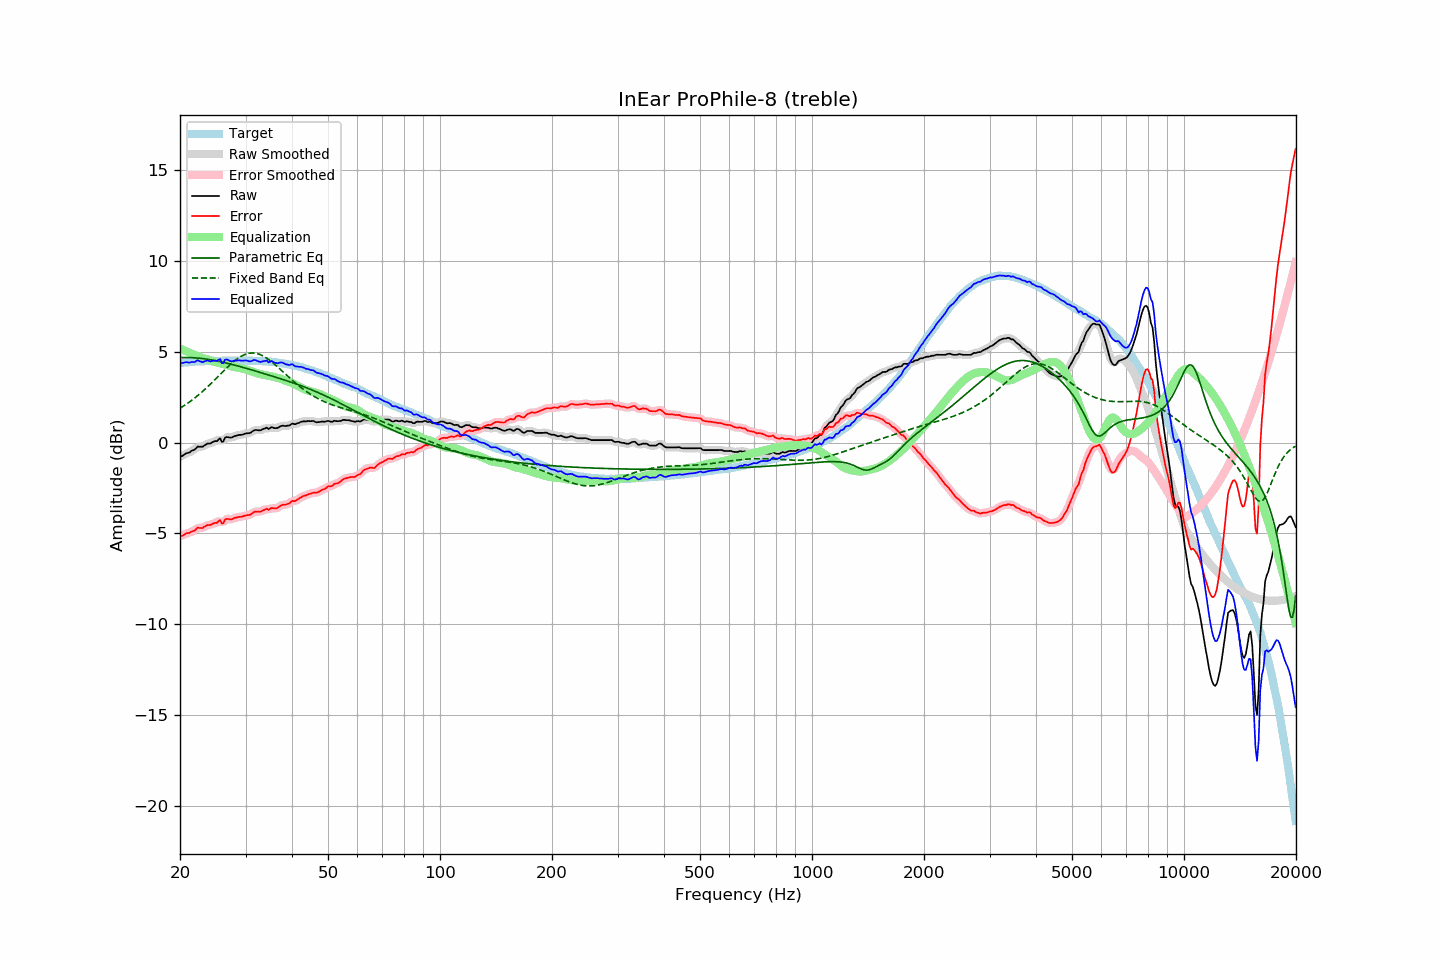 InEar ProPhile-8 (treble)
Target
Raw Smoothed
Error Smoothed
Raw
Error
Equalization
Parametric Eq
Fixed Band Eq
Equalized
15
10
5
0
−5
−10
−15
−20
Amplitude (dBr)
20
50
100
200
500
1000
2000
5000
10000
20000
Frequency (Hz)